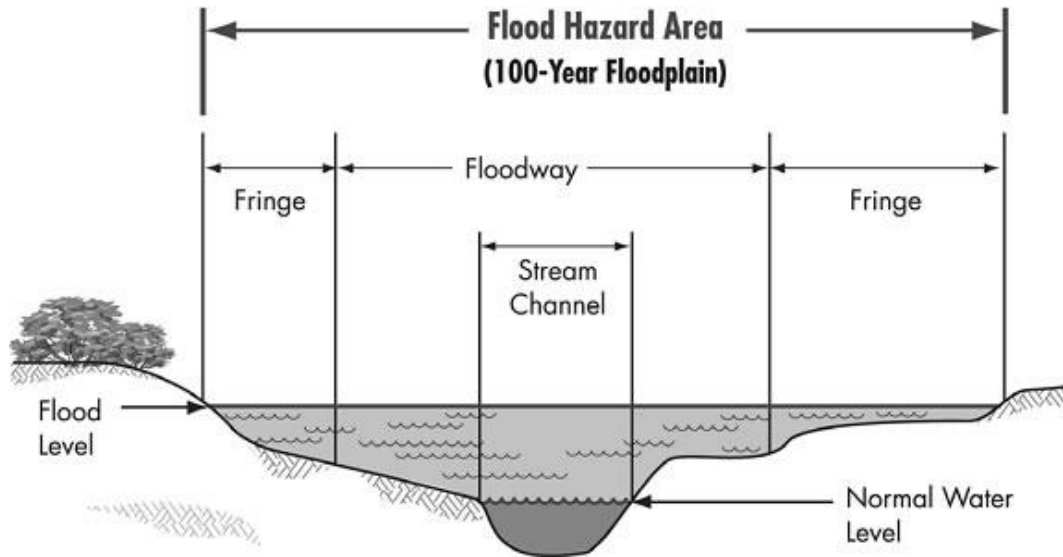 Flood Hazard Area
(100-Year Floodplain)
Floodway
Fringe
Fringe
Stream
Channel
Flood
Level
Normal Water
Level